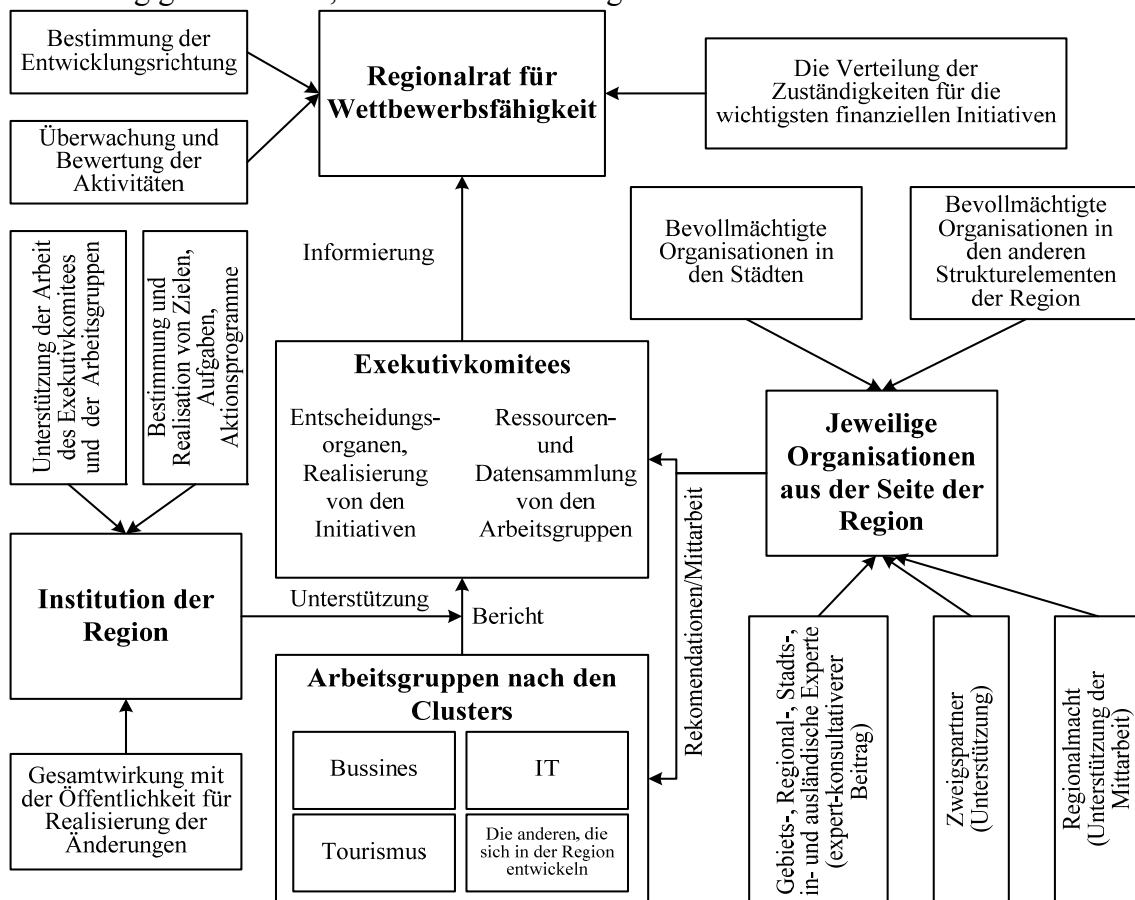 Bestimmung der
Entwicklungsrichtung
Regionalrat für
Wettbewerbsfähigkeit
Die Verteilung der
Zuständigkeiten für die
wichtigsten finanziellen Initiativen
Überwachung und
Bewertung der
Aktivitäten
Unterstützung der Arbeit
des Exekutivkomitees
und der Arbeitsgruppen
Bestimmung und
Realisation von Zielen,
Aufgaben,
Aktionsprogramme
Informierung
Bevollmächtigte
Organisationen in
den Städten
Bevollmächtigte
Organisationen in
den anderen
Strukturelementen
der Region
Exekutivkomitees
Entscheidungs-
organen,
Realisierung
von den
Initiativen
Ressourcen-
und
Datensammlung
von den
Arbeitsgruppen
Jeweilige
Organisationen
aus der Seite der
Region
Institution der
Region
Unterstützung
Bericht
Rekomendationen/Mittarbeit
Arbeitsgruppen nach den
Clusters
Bussines
IT
Tourismus
Die anderen, die
sich in der Region
entwickeln
Gesamtwirkung mit
der Öffentlichkeit für
Realisierung der
Änderungen
Gebiets-, Regional-, Stadts-,
in- und ausländische Experte
(expert-konsultativerer
Beitrag)
Zweigspartner
(Unterstützung)
Regionalmacht
(Unterstützung der
Mitarbeit)